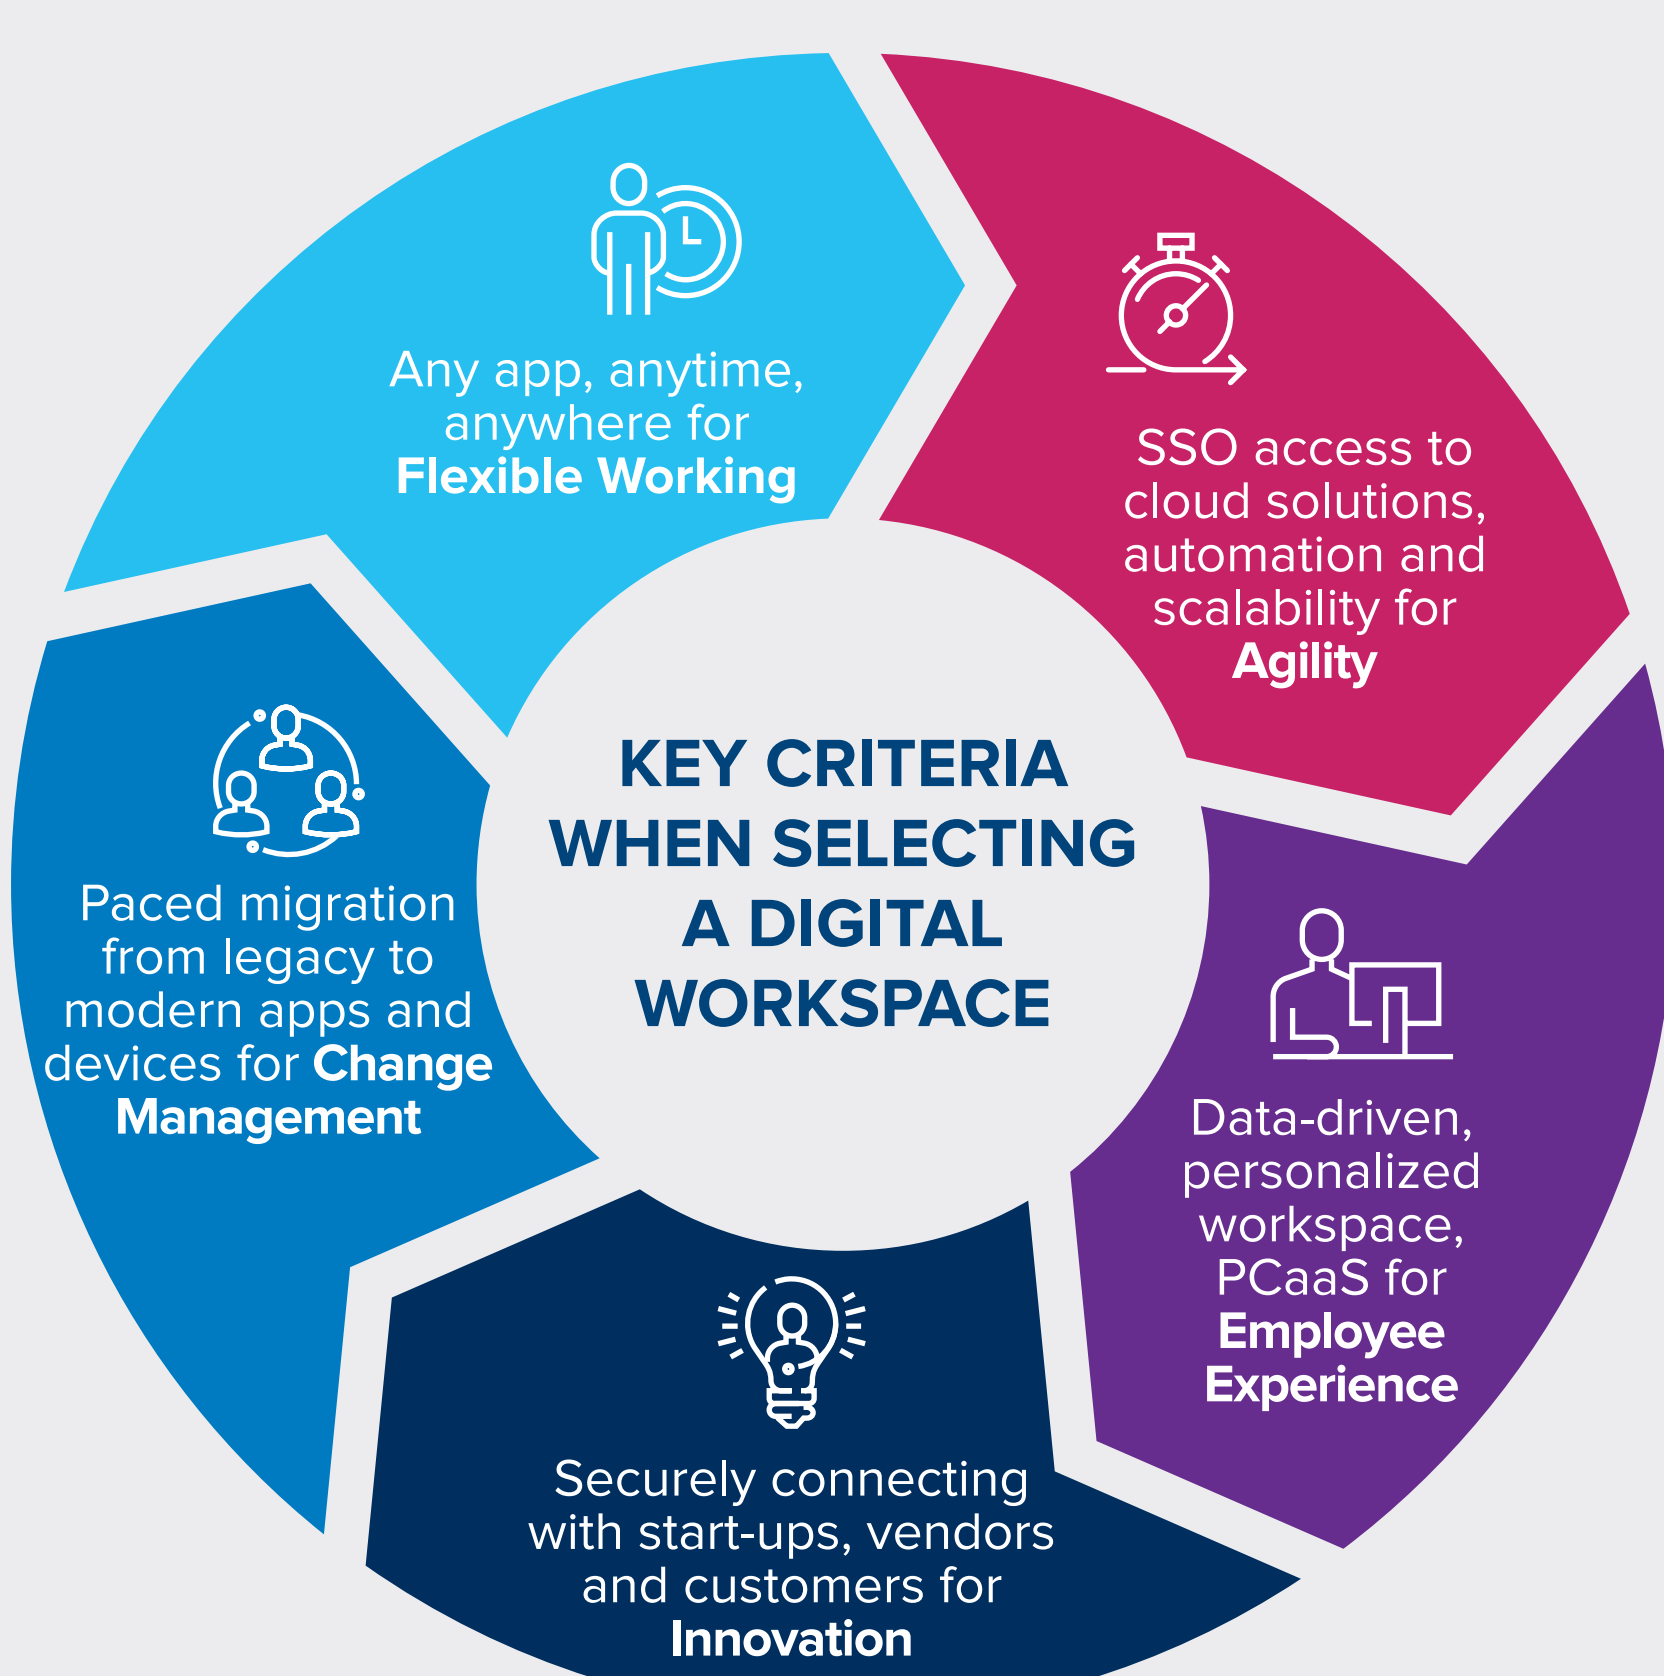 KEY CRITERIA
WHEN SELECTING
A DIGITAL
WORKSPACE
Any app, anytime,
anywhere for
Flexible Working
SSO access to
cloud solutions,
automation and
scalability for
Agility
Data-driven,
personalized
workspace,
PCaaS for
Employee
Experience
Securely connecting
with start-ups, vendors
and customers for
Innovation
Paced migration
from legacy to
modern apps and
devices for Change
Management